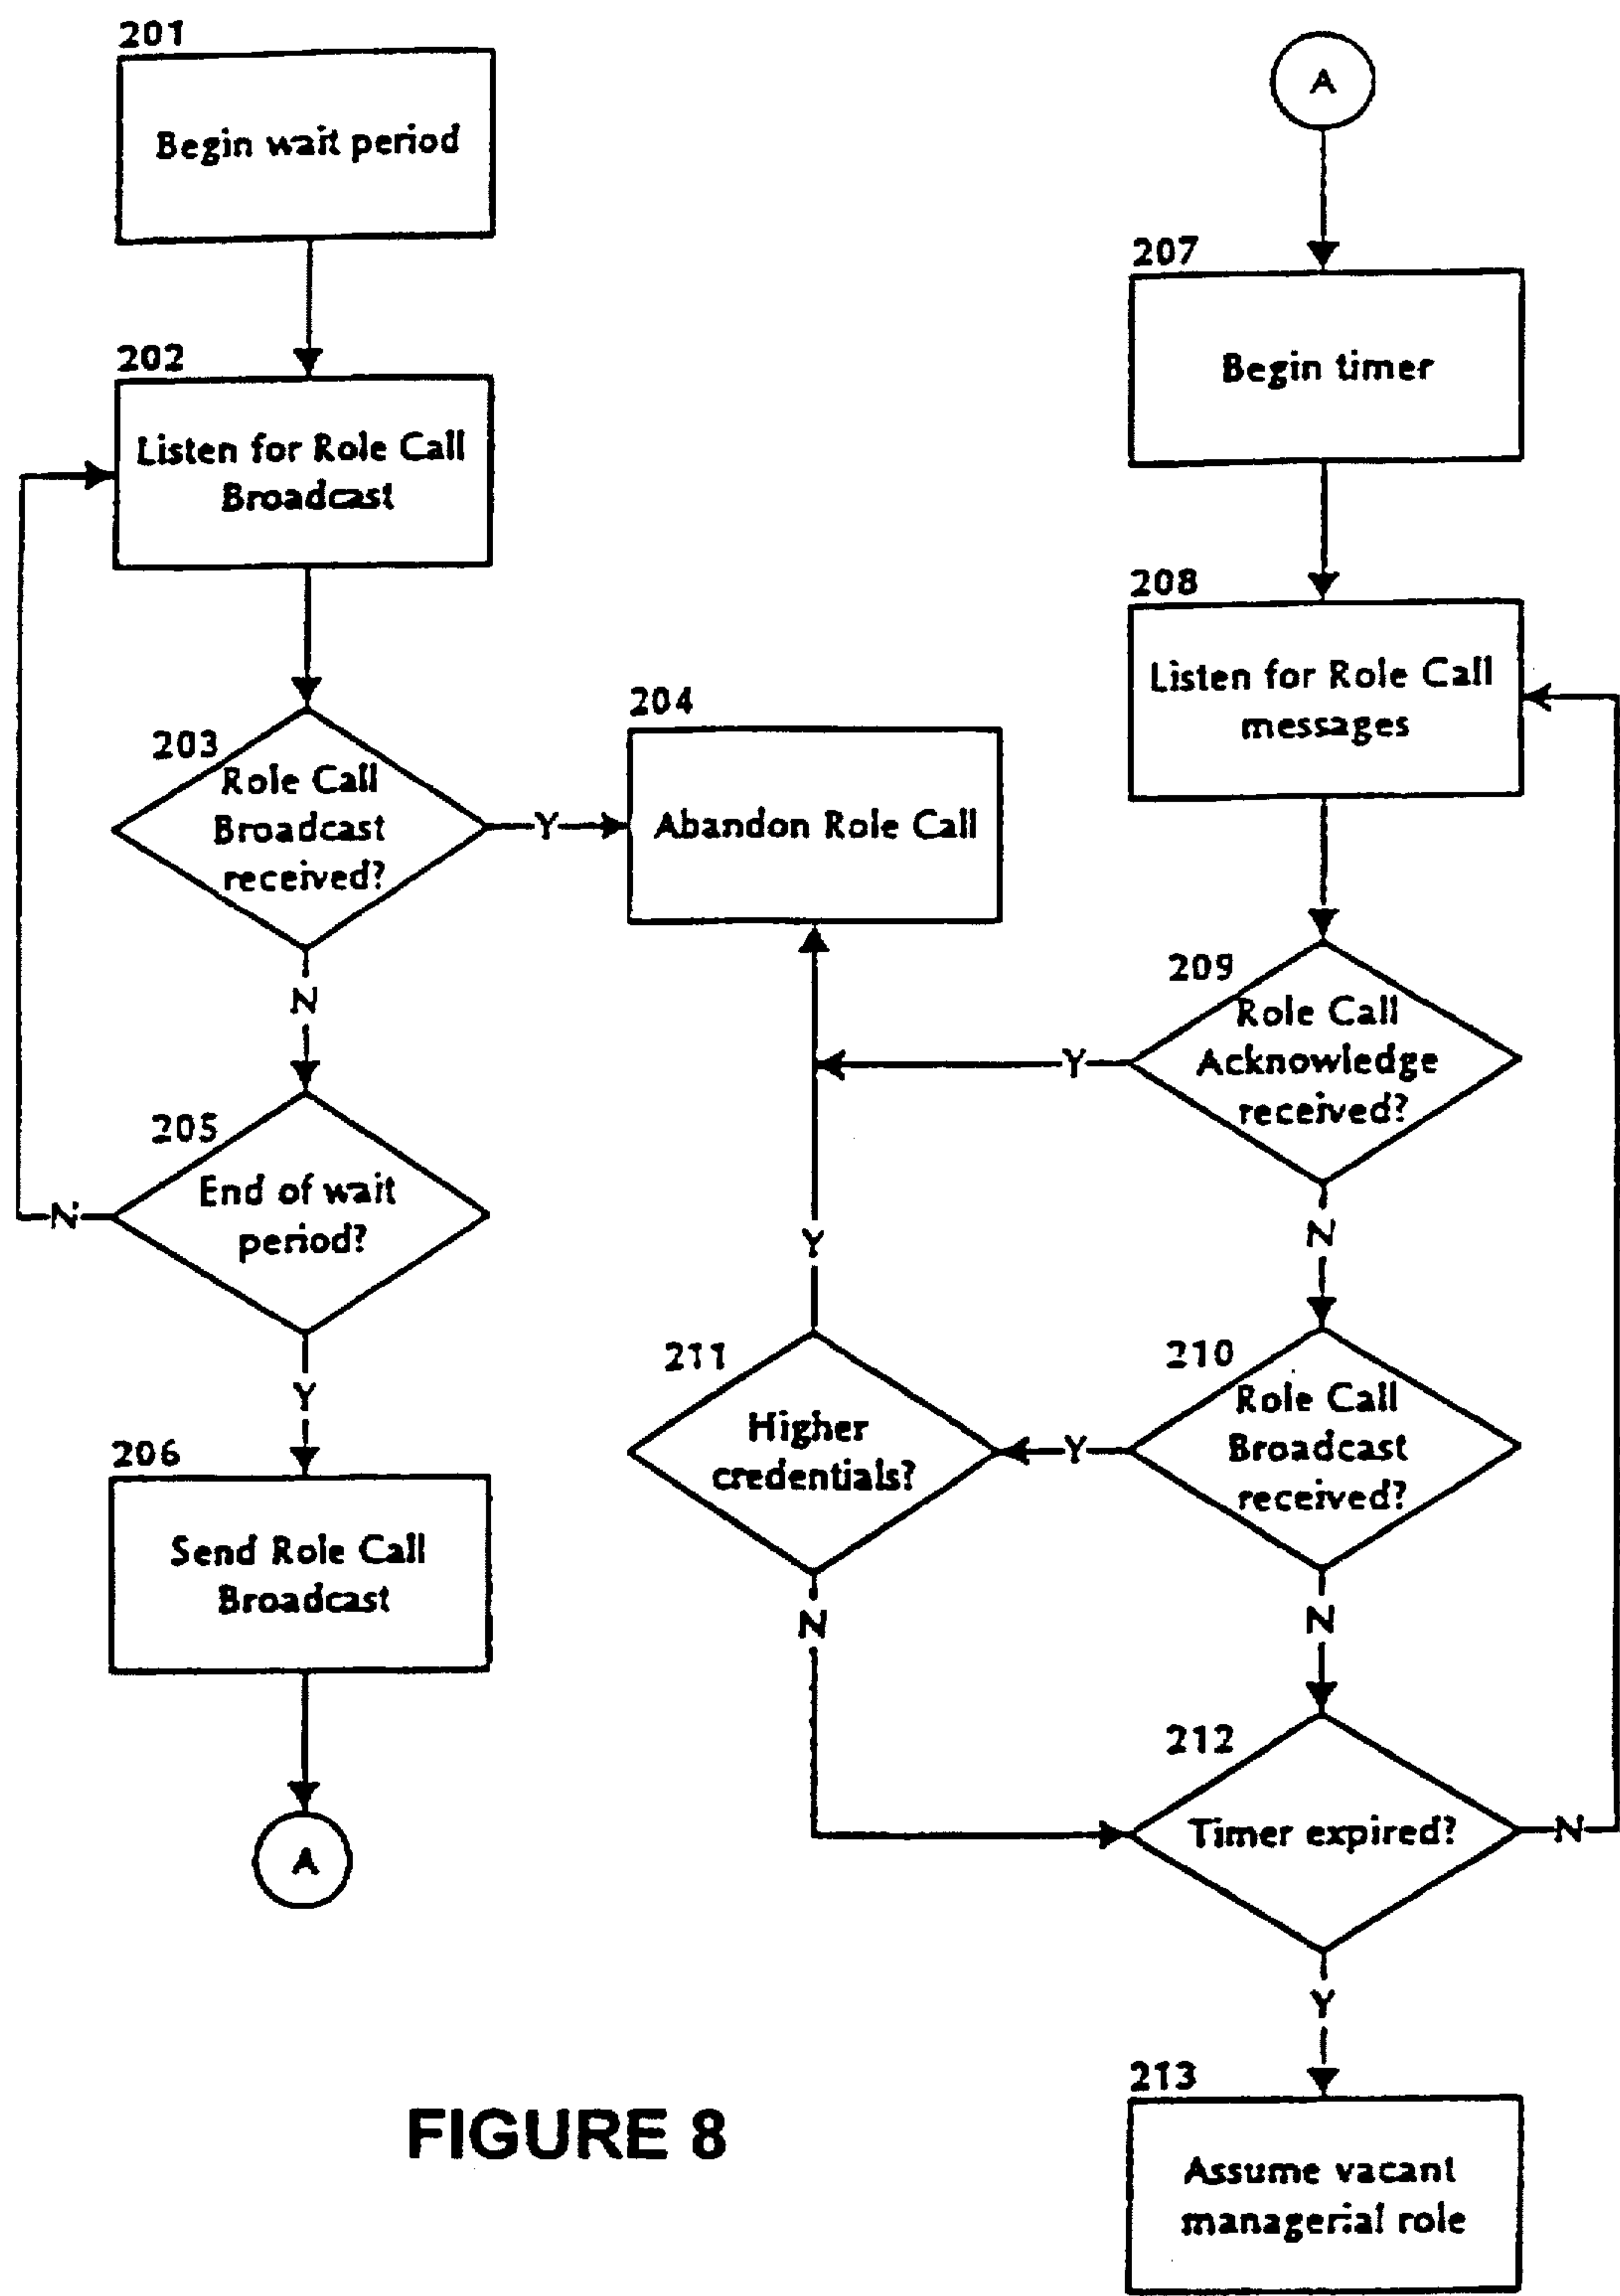 201
Begin wait period
202
Listen for Role Call
Broadcast
203
Role Call
Broadcast
received?
Y
204
Abandon Role Call
N
205
End of wait
period?
N
Y
206
Send Role Call
Broadcast
A
A
207
Begin timer
208
Listen for Role Call
messages
209
Role Call
Acknowledge
received?
Y
N
210
Role Call
Broadcast
received?
Y
N
211
Higher
credentials?
Y
N
212
Timer expired?
N
Y
213
Assume vacant
managerial role
FIGURE 8